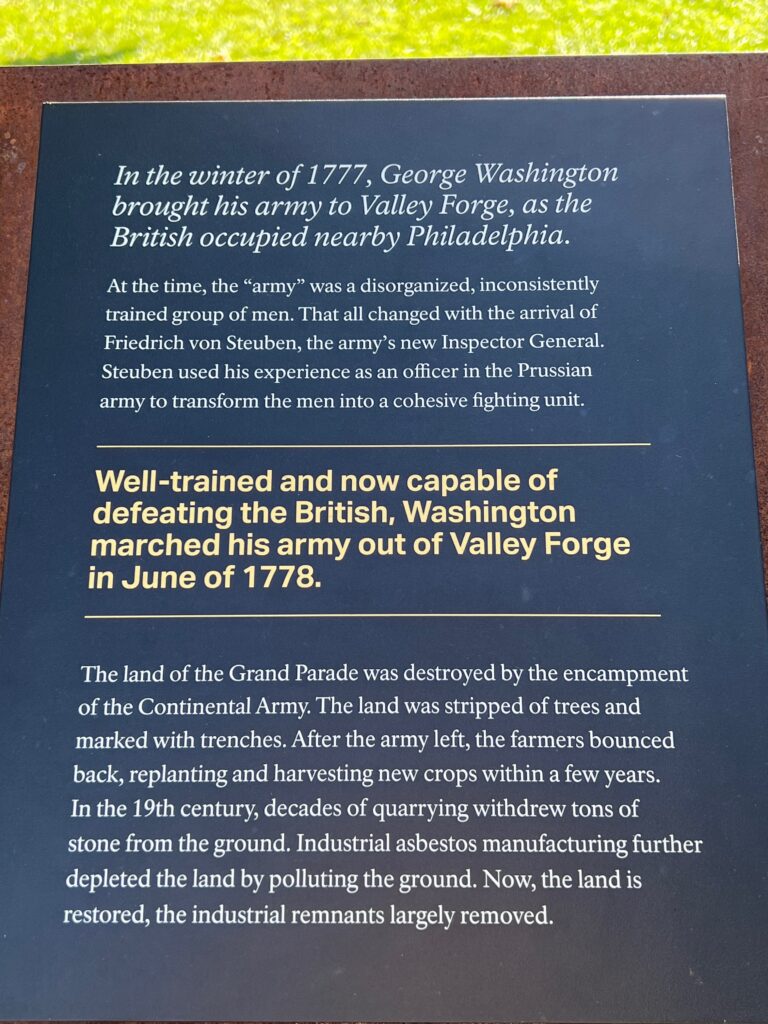 In the winter of 1777, George Washington
brought his army to Valley Forge, as the
British occupied nearby Philadelphia.
At the time, the “army” was a disorganized, inconsistently
trained group of men. That all changed with the arrival of
Friedrich von Steuben, the army’s new Inspector General.
Steuben used his experience as an officer in the Prussian
army to transform the men into a cohesive fighting unit.
Well-trained and now capable of
defeating the British, Washington
marched his army out of Valley Forge
in June of 1778.
The land of the Grand Parade was destroyed by the encampment
of the Continental Army. The land was stripped of trees and
marked with trenches. After the army left, the farmers bounced
back, replanting and harvesting new crops within a few years.
In the 19th century, decades of quarrying withdrew tons of
stone from the ground. Industrial asbestos manufacturing further
depleted the land by polluting the ground. Now, the land is
restored, the industrial remnants largely removed.